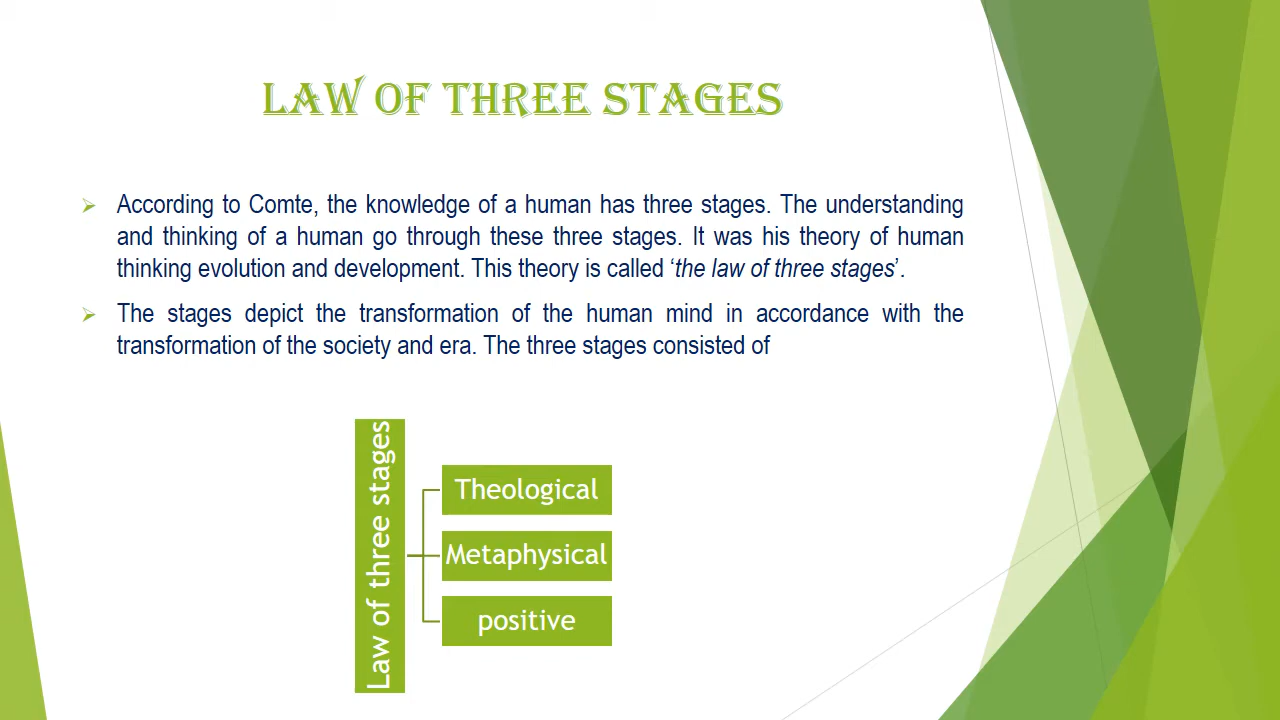 LAW OF THREE STAGES
According to Comte, the knowledge of a human has three stages. The understanding
and thinking of a human go through these three stages. It was his theory of human
thinking evolution and development. This theory is called ‘the law of three stages’.
The stages depict the transformation of the human mind in accordance with the
transformation of the society and era. The three stages consisted of
Law of three stages
Theological
Metaphysical
positive